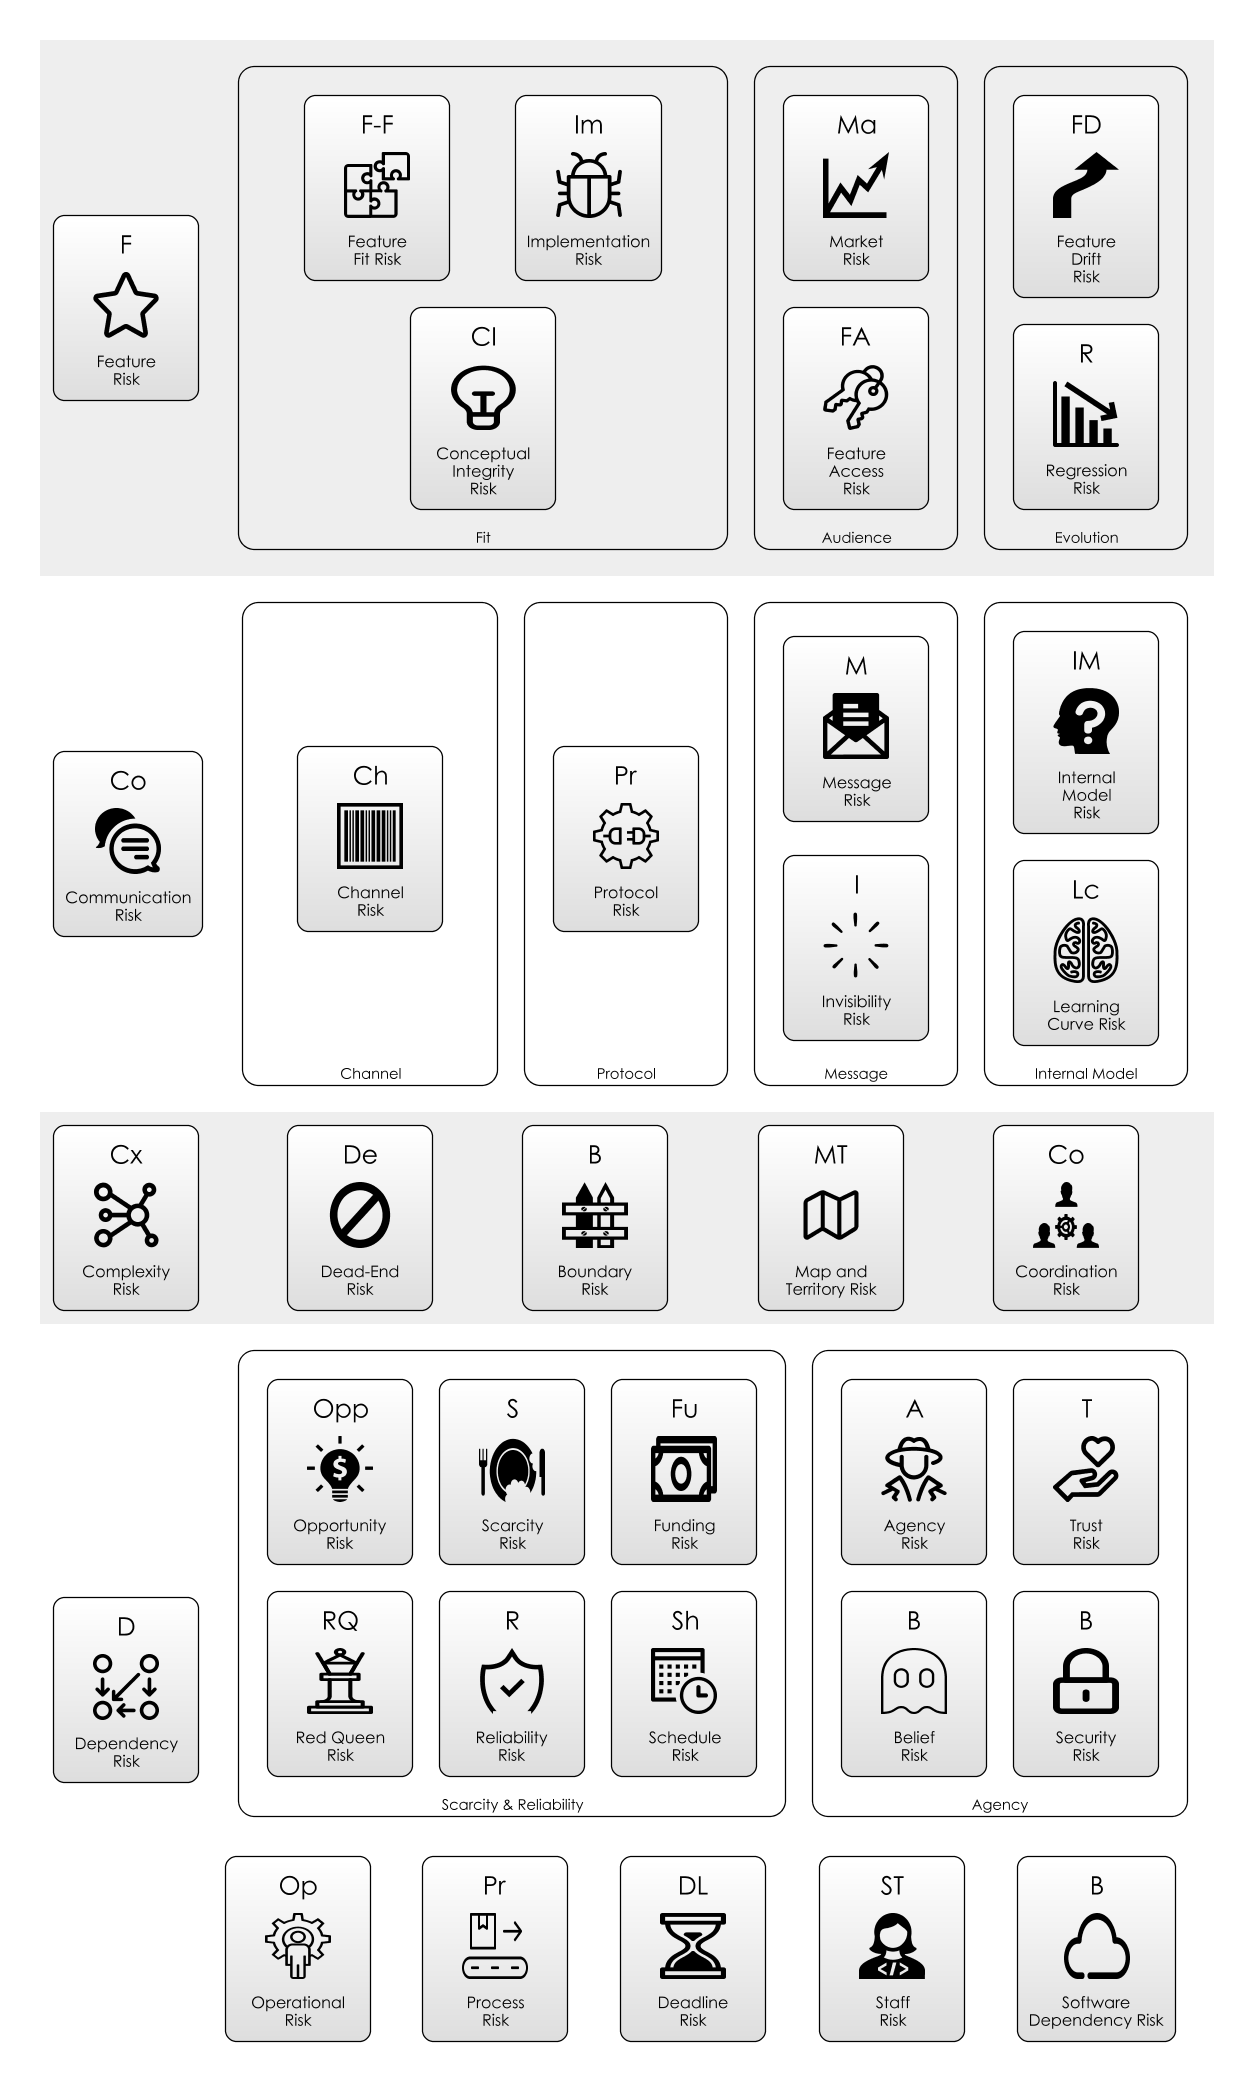 F
Feature
Risk
F-F
Feature
Fit Risk
Im
Implementation
Risk
CI
Conceptual
Integrity
Risk
Fit
Ma
Market
Risk
FA
Feature
Access
Risk
Audience
FD
Feature
Drift
Risk
R
Regression
Risk
Evolution
Co
Communication
Risk
Ch
Channel
Risk
Channel
Pr
Protocol
Risk
Protocol
M
Message
Risk
I
Invisibility
Risk
Message
IM
?
Internal
Model
Risk
Lc
Learning
Curve Risk
Internal Model
Cx
Complexity
Risk
De
Dead-End
Risk
B
Boundary
Risk
MT
Map and
Territory Risk
Co
Coordination
Risk
D
Dependency
Risk
Opp
$
Opportunity
Risk
S
Scarcity
Risk
Fu
Funding
Risk
RQ
Red Queen
Risk
R
Reliability
Risk
Sh
Schedule
Risk
Scarcity & Reliability
A
Agency
Risk
T
Trust
Risk
B
Belief
Risk
B
Security
Risk
Agency
Op
Operational
Risk
Pr
Process
Risk
DL
Deadline
Risk
ST
</>
Staff
Risk
B
Software
Dependency Risk